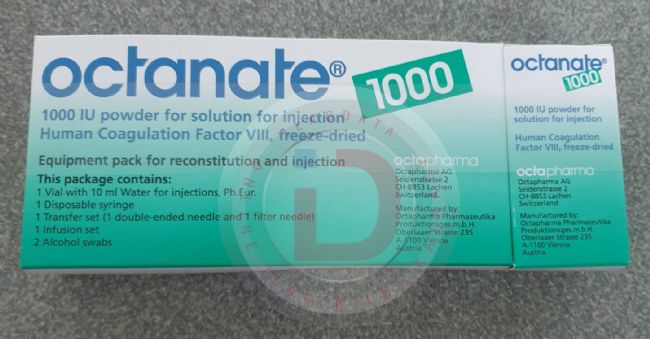 octanate®
1000
1000 IU powder for solution for injection
Human Coagulation Factor VIII, freeze-dried
Equipment pack for reconstitution and injection
This package contains:
1 Vial with 10 ml Water for injections, Ph.Eur.
1 Disposable syringe
1 Transfer set (1 double-ended needle and 1 filter needle)
1 Infusion set
2 Alcohol swabs
octapharma
Octapharma AG
Seidenstrasse 2
CH-8853 Lachen
Switzerland
Manufactured by:
Octapharma Pharmazeutika
Produktionsges.m.b.H.
Oberlaaer Strasse 235
A-1100 Vienna
Austria
octanate®
1000
1000 IU powder for
solution for injection
Human Coagulation
Factor VIII, freeze-dried
octapharma
Octapharma AG
Seidenstrasse 2
CH-8853 Lachen
Switzerland
Manufactured by:
Octapharma Pharmazeutika
Produktionsges.m.b.H.
Oberlaaer Strasse 235
A-1100 Vienna
Austria